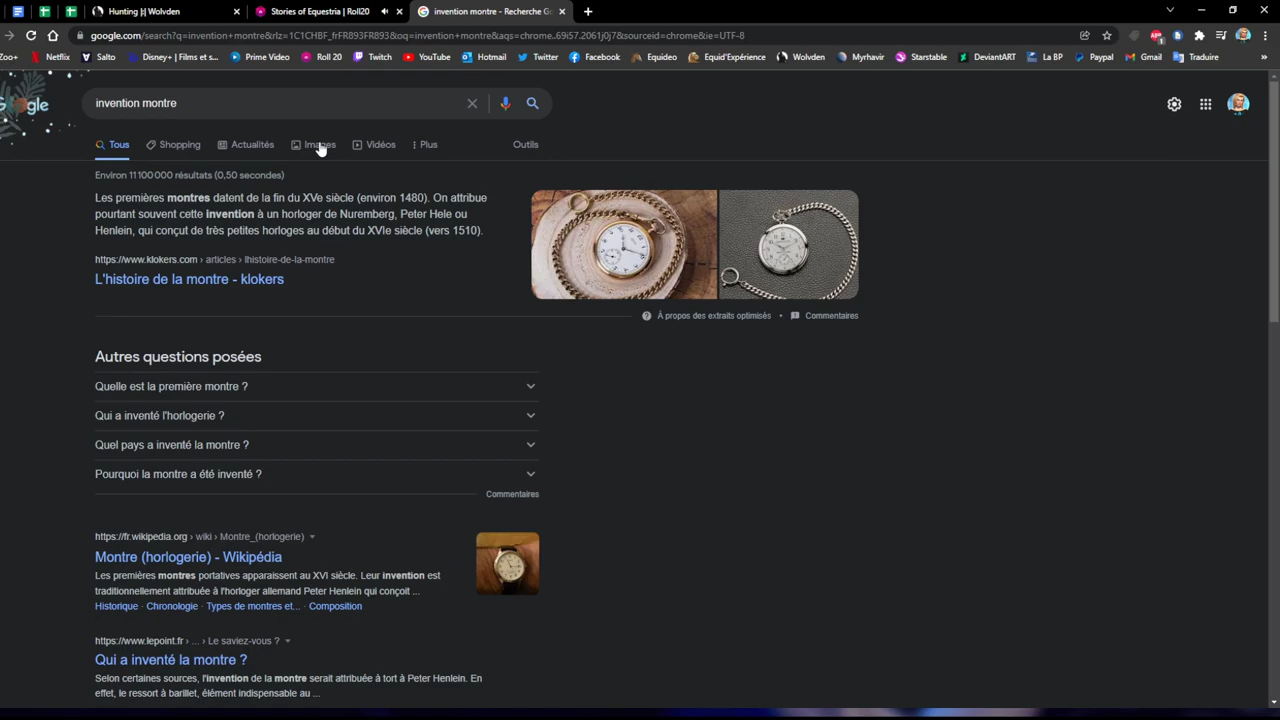 Hunting |:| Wolvden
Stories of Equestria | Roll20
invention montre - Recherche Go
google.com/search?q=invention+montre&rlz=1C1CHBF_frFR893FR893&oq=invention+montre&aqs=chrome..69i57.2061j0j7&sourceid=chrome&ie=UTF-8
Zoo+ Netflix Salto Disney+ | Films et s... Prime Video Roll 20 Twitch YouTube Hotmail Twitter Facebook Equideo Equid'Expérience Wolvden Myrhavir Starstable DeviantART La BP Paypal Gmail Traduire
invention montre
Tous Shopping Actualités Images Vidéos Plus Outils
Environ 11 100 000 résultats (0,50 secondes)
Les premières montres datent de la fin du XVe siècle (environ 1480). On attribue
pourtant souvent cette invention à un horloger de Nuremberg, Peter Hele ou
Henlein, qui conçut de très petites horloges au début du XVIe siècle (vers 1510).
https://www.klokers.com › articles › lhistoire-de-la-montre
L'histoire de la montre - klokers
À propos des extraits optimisés • Commentaires
Autres questions posées
Quelle est la première montre ?
Qui a inventé l'horlogerie ?
Quel pays a inventé la montre ?
Pourquoi la montre a été inventé ?
Commentaires
https://fr.wikipedia.org › wiki › Montre_(horlogerie)
Montre (horlogerie) - Wikipédia
Les premières montres portatives apparaissent au XVI siècle. Leur invention est
traditionnellement attribuée à l'horloger allemand Peter Henlein qui conçoit ...
Historique · Chronologie · Types de montres et... · Composition
https://www.lepoint.fr › ... › Le saviez-vous ?
Qui a inventé la montre ?
Selon certaines sources, l'invention de la montre serait attribuée à tort à Peter Henlein. En
effet, le ressort à barillet, élément indispensable au ...